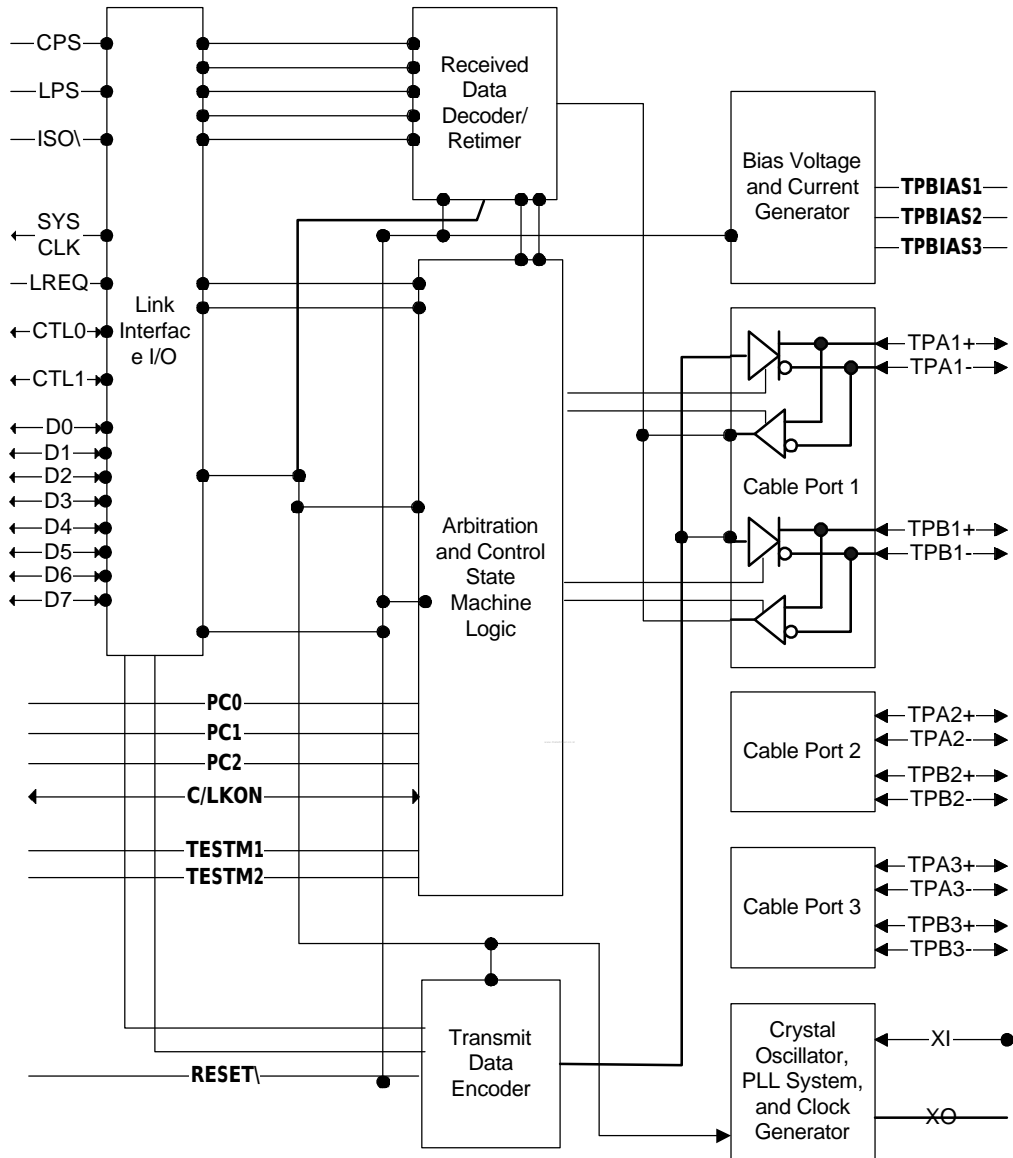 CPS
LPS
ISO\
SYS
CLK
LREQ
CTL0
CTL1
D0
D1
D2
D3
D4
D5
D6
D7
Link
Interfac
e I/O
Received
Data
Decoder/
Retimer
Bias Voltage
and Current
Generator
TPBIAS1
TPBIAS2
TPBIAS3
TPA1+
TPA1-
Cable Port 1
TPB1+
TPB1-
Arbitration
and Control
State
Machine
Logic
PC0
PC1
PC2
C/LKON
TESTM1
TESTM2
Cable Port 2
TPA2+
TPA2-
TPB2+
TPB2-
Cable Port 3
TPA3+
TPA3-
TPB3+
TPB3-
Transmit
Data
Encoder
RESET\
Crystal
Oscillator,
PLL System,
and Clock
Generator
XI
XO